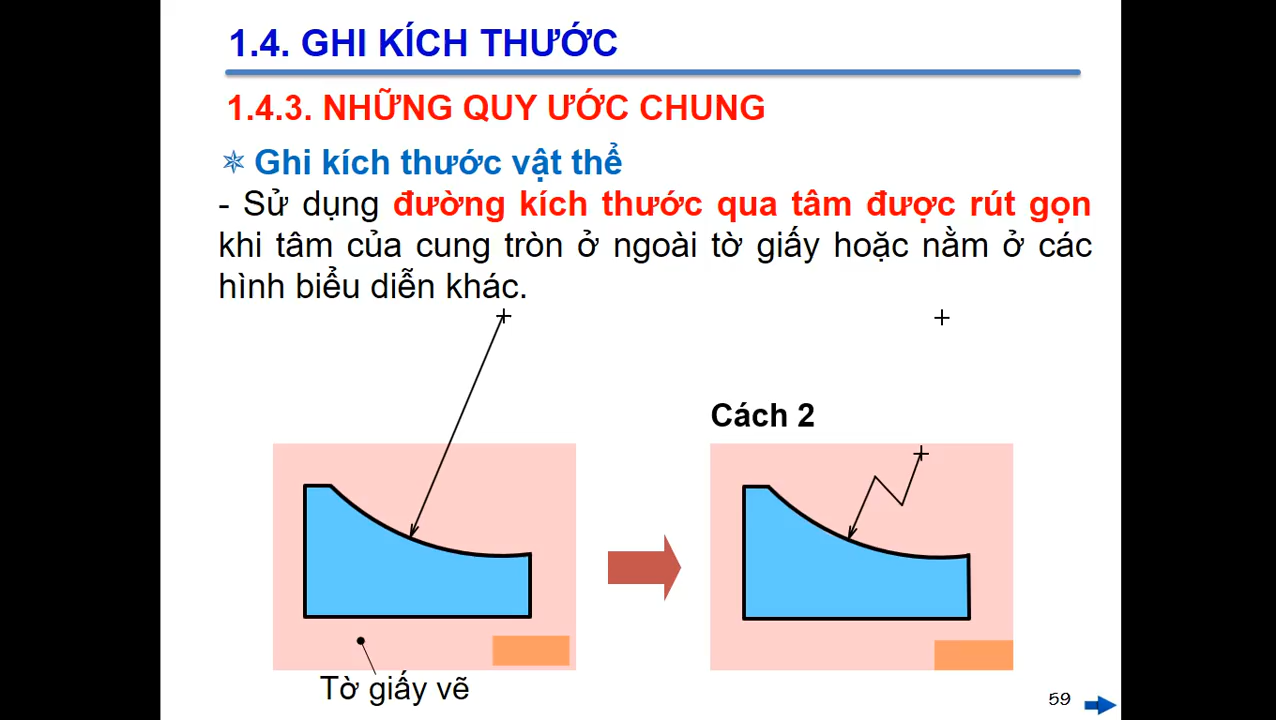 1.4. GHI KÍCH THƯỚC
1.4.3. NHỮNG QUY ƯỚC CHUNG
Ghi kích thước vật thể
- Sử dụng đường kích thước qua tâm được rút gọn
khi tâm của cung tròn ở ngoài tờ giấy hoặc nằm ở các
hình biểu diễn khác.
Cách 2
Tờ giấy vẽ
59